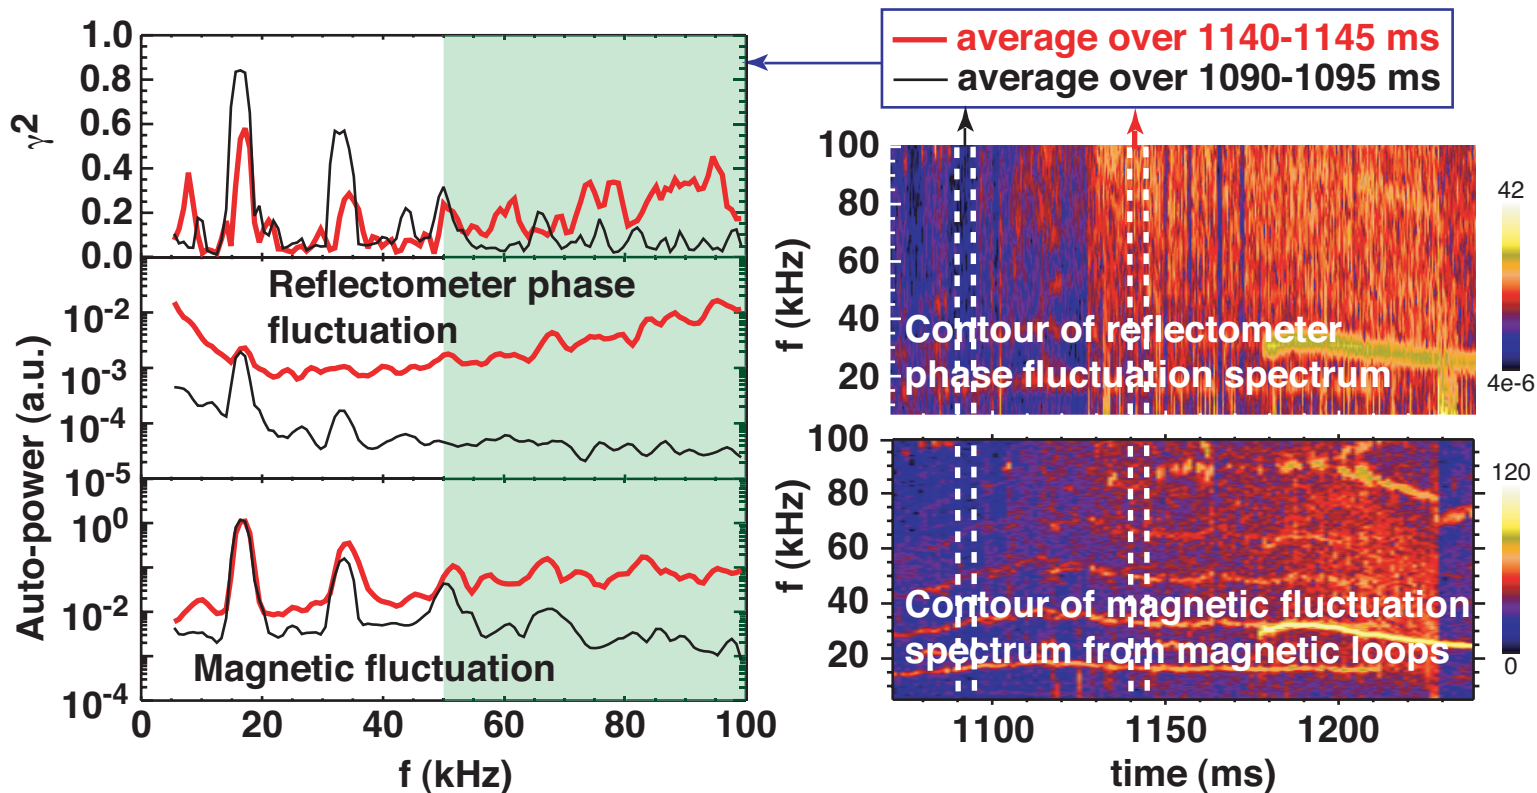 average over 1140-1145 ms
average over 1090-1095 ms
1.0
0.8
0.6
0.4
0.2
0.0
γ2
Reflectometer phase
fluctuation
10-2
10-3
10-4
10-5
Auto-power (a.u.)
100
10-2
10-4
Magnetic fluctuation
0
20
40
60
80
100
f (kHz)
100
80
60
40
20
f (kHz)
Contour of reflectometer
phase fluctuation spectrum
42
4e-6
100
80
60
40
20
f (kHz)
Contour of magnetic fluctuation
spectrum from magnetic loops
120
0
1100
1150
1200
time (ms)